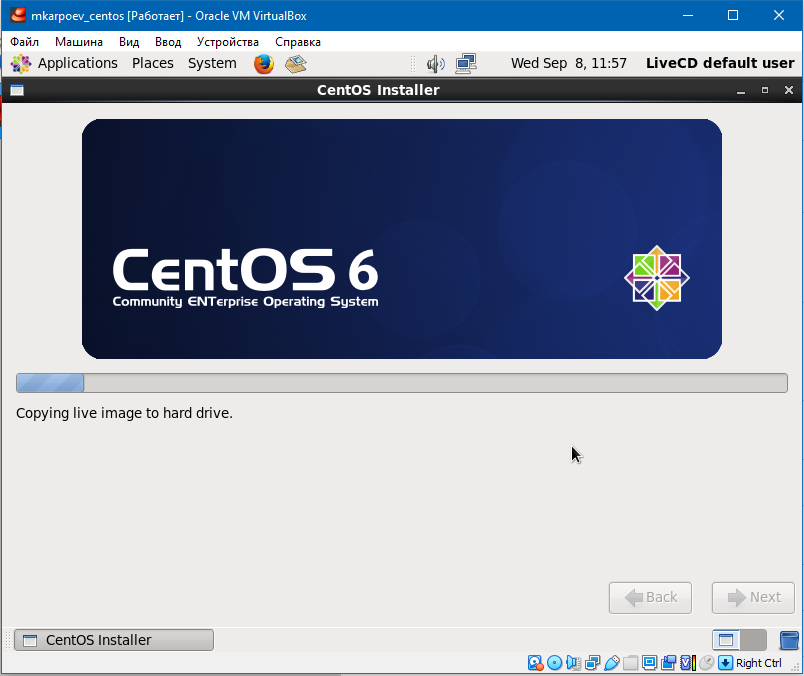 mkarpoev_centos [Работает] - Oracle VM VirtualBox
Файл Машина Вид Ввод Устройства Справка
Applications Places System Wed Sep 8, 11:57 LiveCD default user
CentOS Installer
CentOS 6
Community ENTerprise Operating System
Copying live image to hard drive.
Back Next
CentOS Installer
Right Ctrl